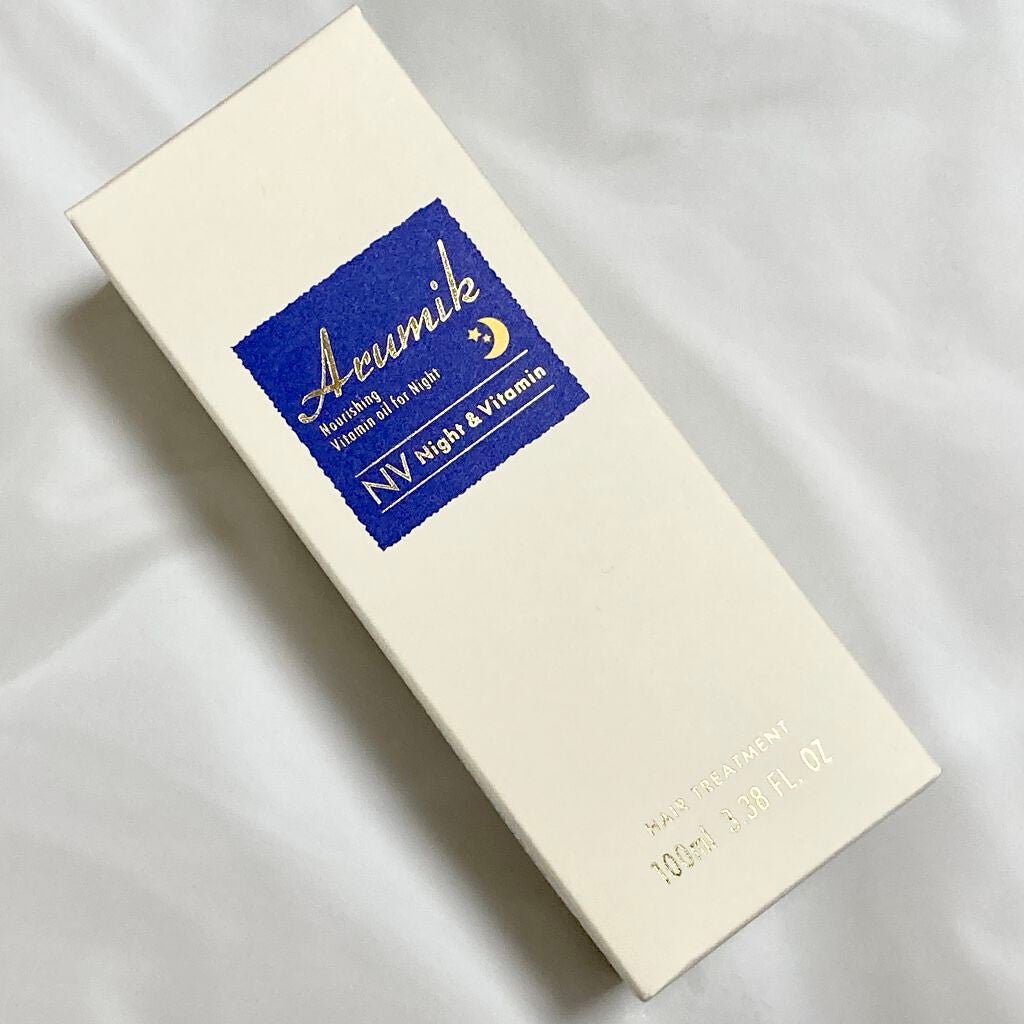 Arumik
Nourishing
Vitamin oil for Night
NV Night & Vitamin
HAIR TREATMENT
100ml 3.38 FL. OZ